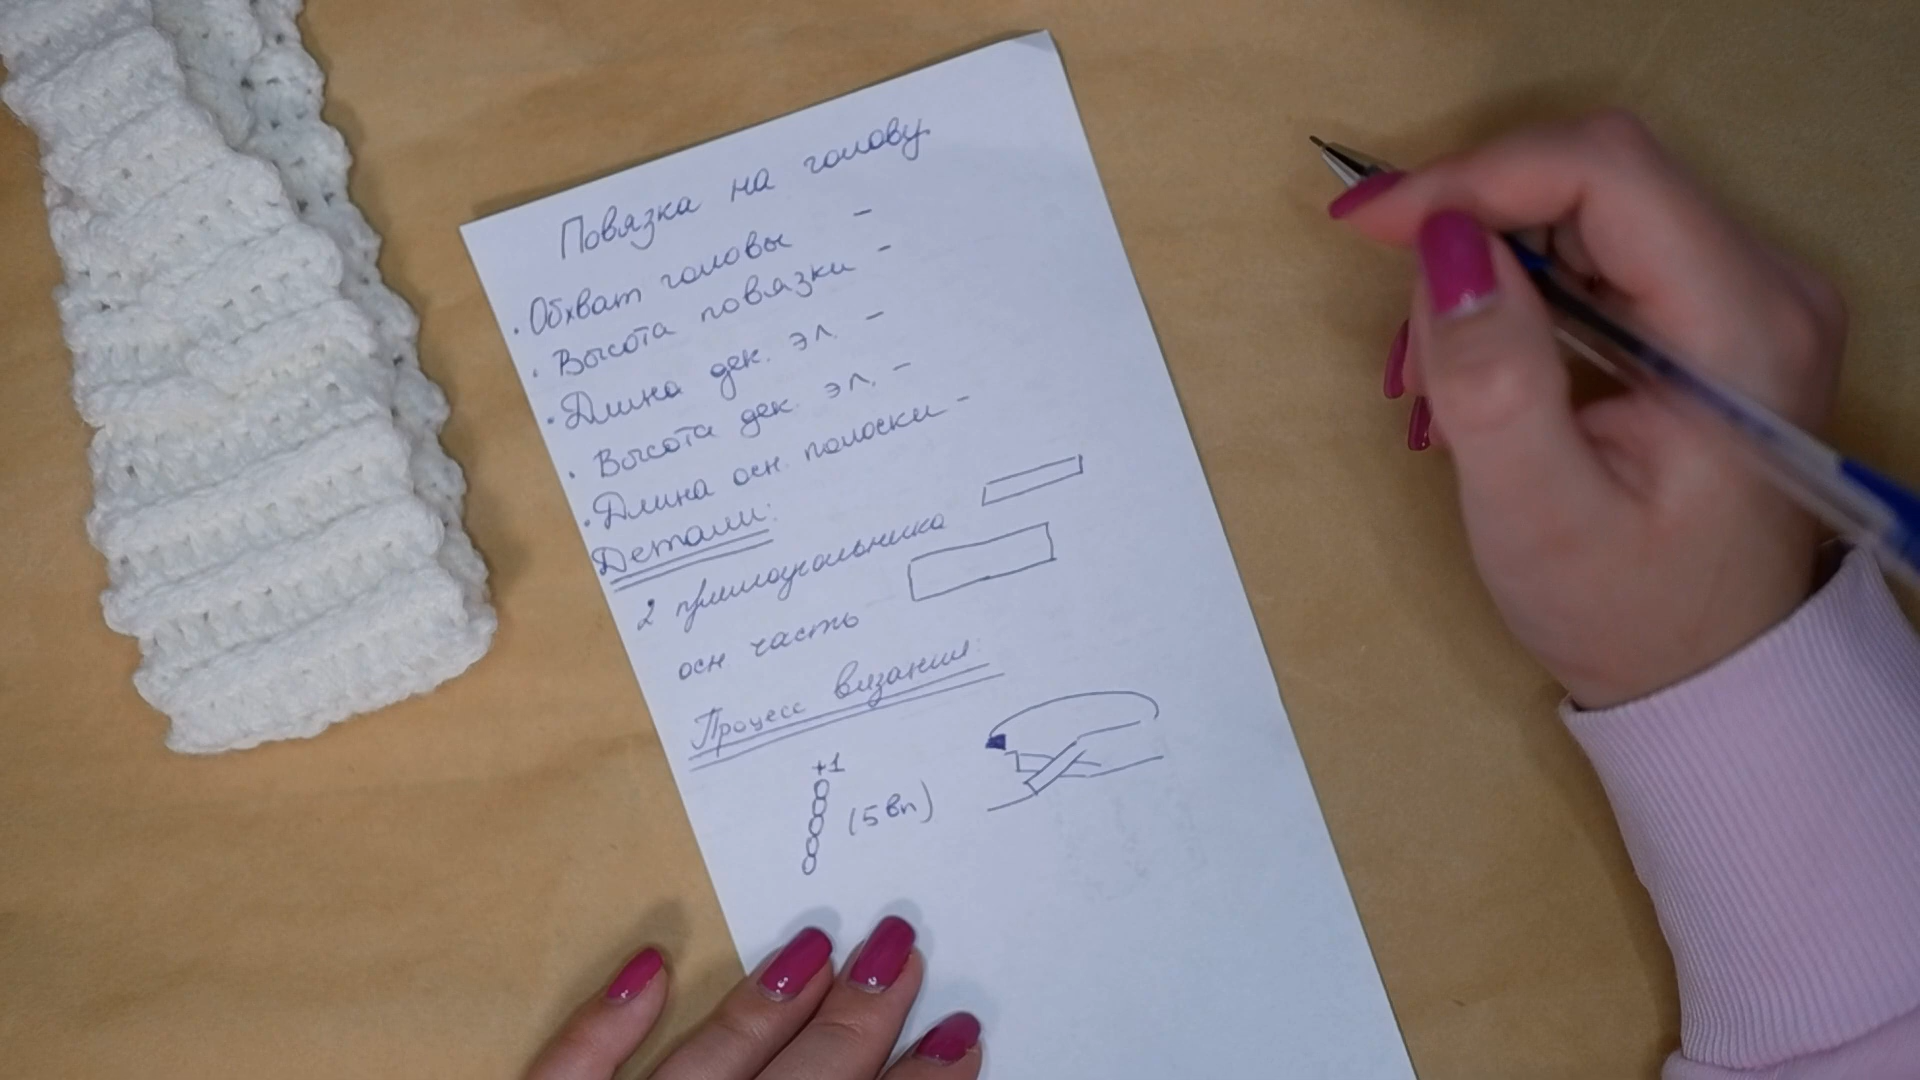 Повязка на голову
• Обхват головы -
• Высота повязки -
• Длина дек. эл. -
• Высота дек. эл. -
• Длина осн. полоски -
Детали:
2 прямоугольника
осн. часть
Процесс вязания:
+1
(5 вп)